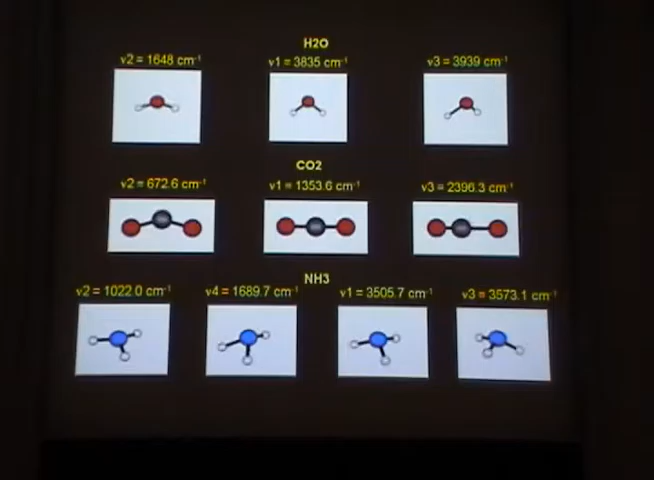 H2O
v2 = 1648 cm⁻¹ v1 = 3835 cm⁻¹ v3 = 3939 cm⁻¹
CO2
v2 = 672.6 cm⁻¹ v1 = 1353.6 cm⁻¹ v3 = 2396.3 cm⁻¹
NH3
v2 = 1022.0 cm⁻¹ v4 = 1689.7 cm⁻¹ v1 = 3505.7 cm⁻¹ v3 = 3573.1 cm⁻¹